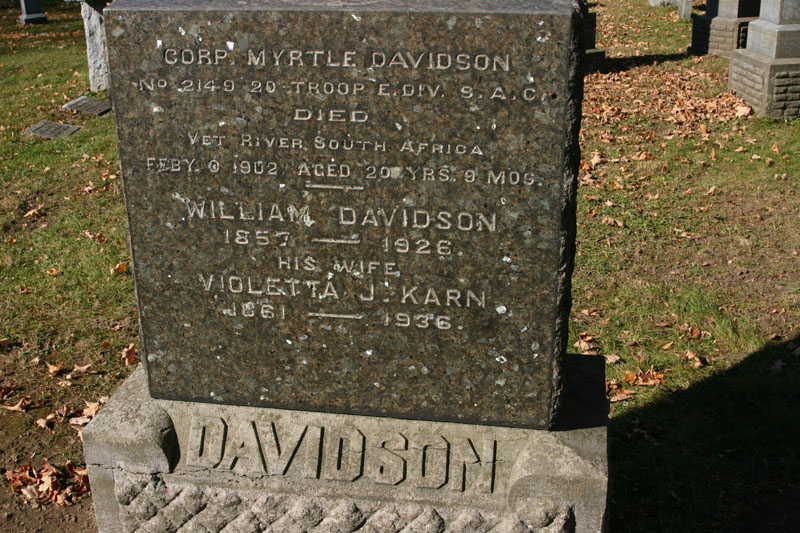 CORP. MYRTLE DAVIDSON
No. 2149 20 TROOP E. DIV. S.A.C.
DIED
VET RIVER SOUTH AFRICA
FEBY. 9 1902 AGED 20 YRS. 9 MOS.
WILLIAM DAVIDSON
1857 — 1926.
HIS WIFE
VIOLETTA J. KARN
1861 — 1936.
DAVIDSON